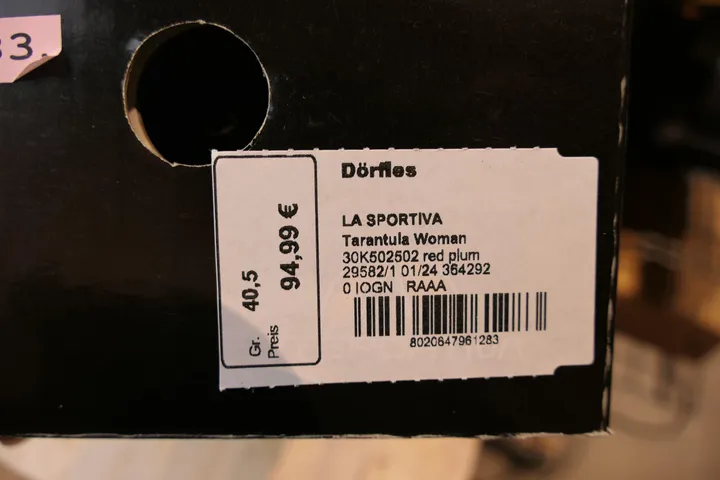 33.
Dörfles
LA SPORTIVA
Tarantula Woman
30K502502 red plum
29582/1 01/24 364292
0 IOGN RAAA
8020647961283
Gr. 40,5
Preis 94,99 €